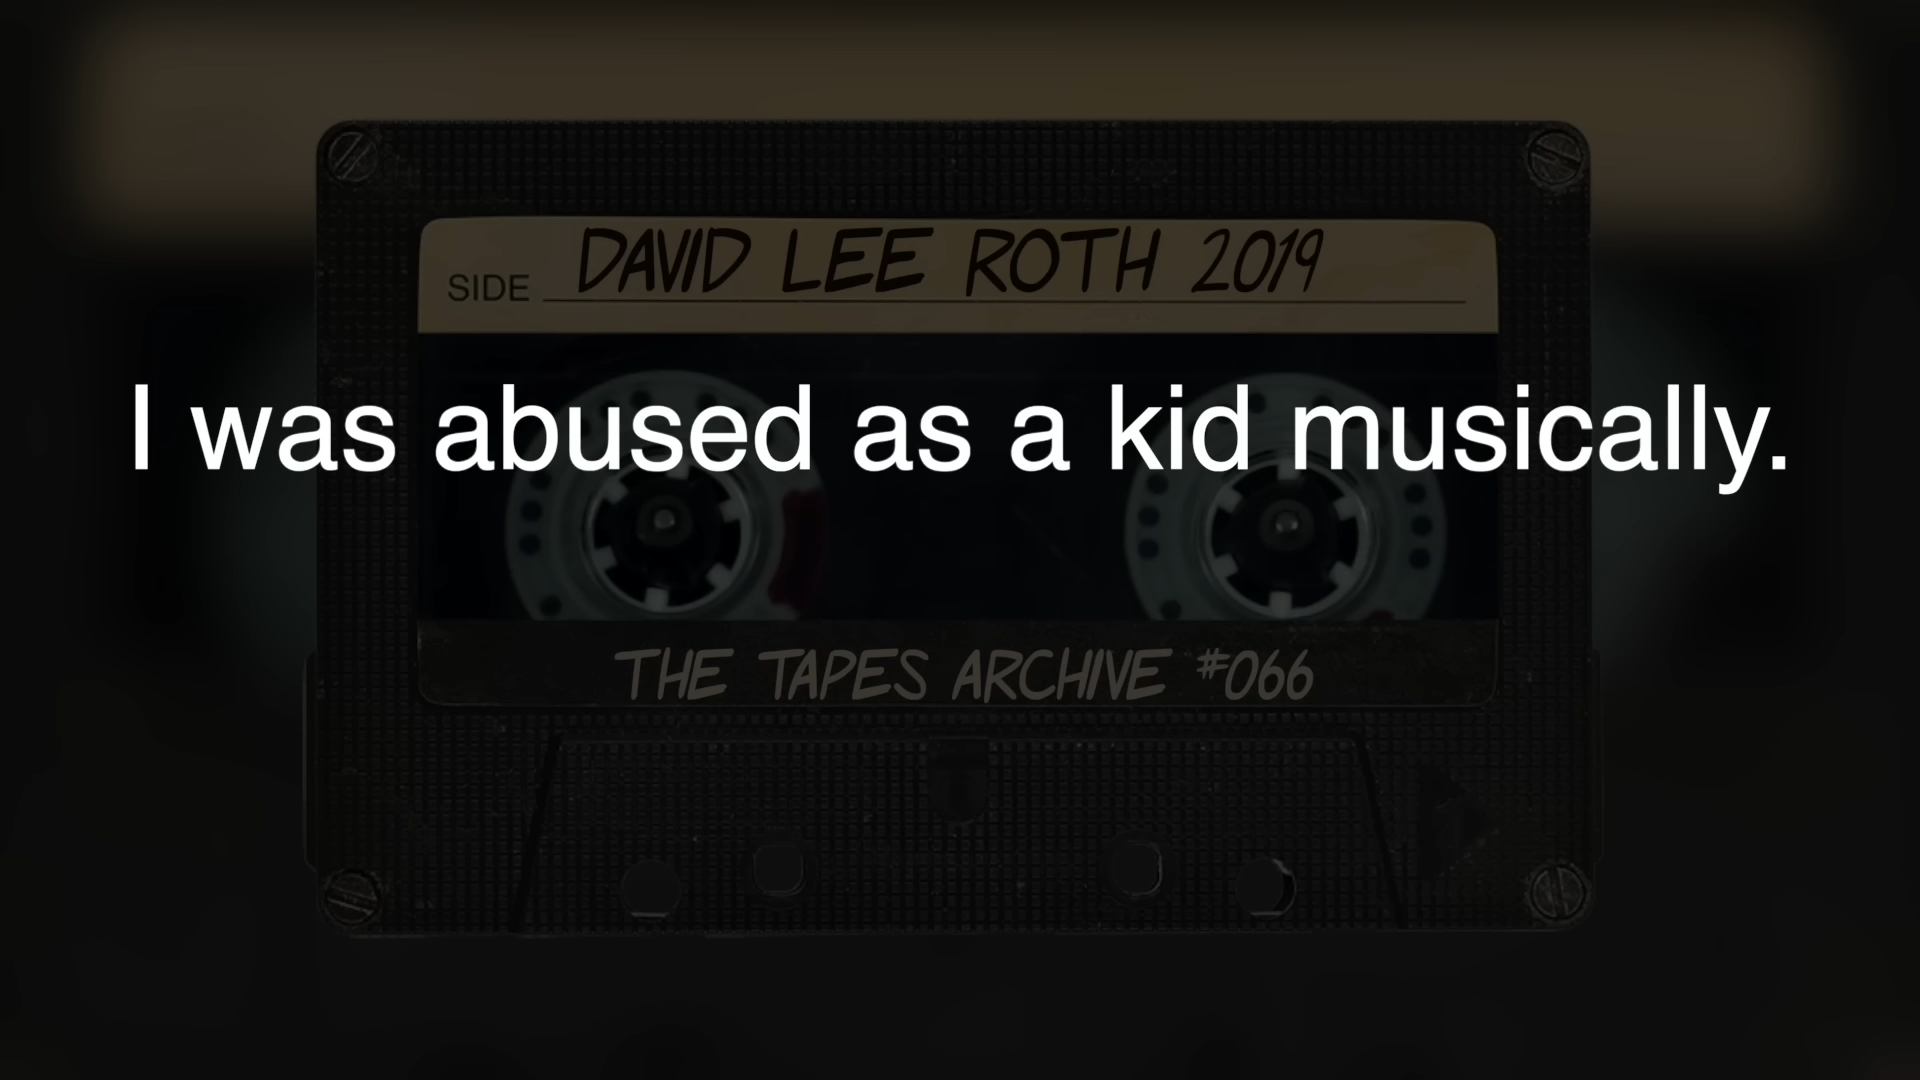 SIDE DAVID LEE ROTH 2019
I was abused as a kid musically.
THE TAPES ARCHIVE #066